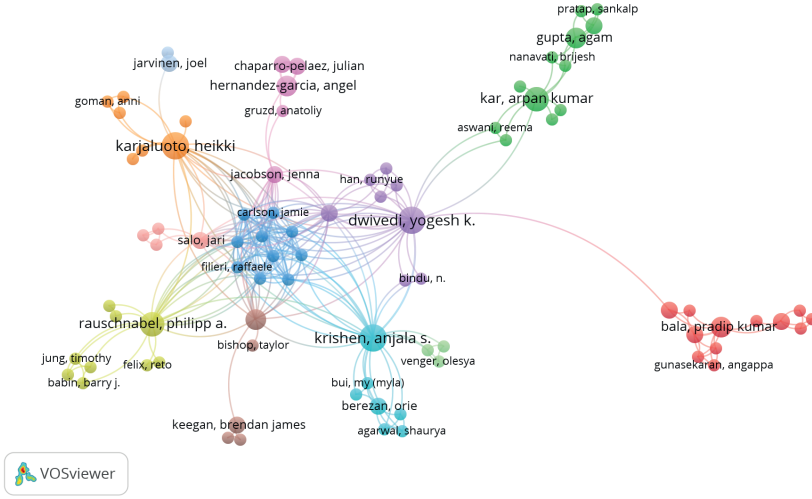 pratap, sankalp
gupta, agam
nanavati, brijesh
jarvinen, joel
chaparro-pelaez, julian
hernandez-garcia, angel
goman, anni
kar, arpan kumar
gruzd, anatoliy
aswani, reema
karjaluoto, heikki
jacobson, jenna
han, runyue
carlson, jamie
dwivedi, yogesh k.
salo, jari
filieri, raffaele
bindu, n.
rauschnabel, philipp a.
bala, pradip kumar
krishen, anjala s.
bishop, taylor
jung, timothy
felix, reto
venger, olesya
gunasekaran, angappa
babin, barry j.
bui, my (myla)
berezan, orie
keegan, brendan james
agarwal, shaurya
VOSviewer